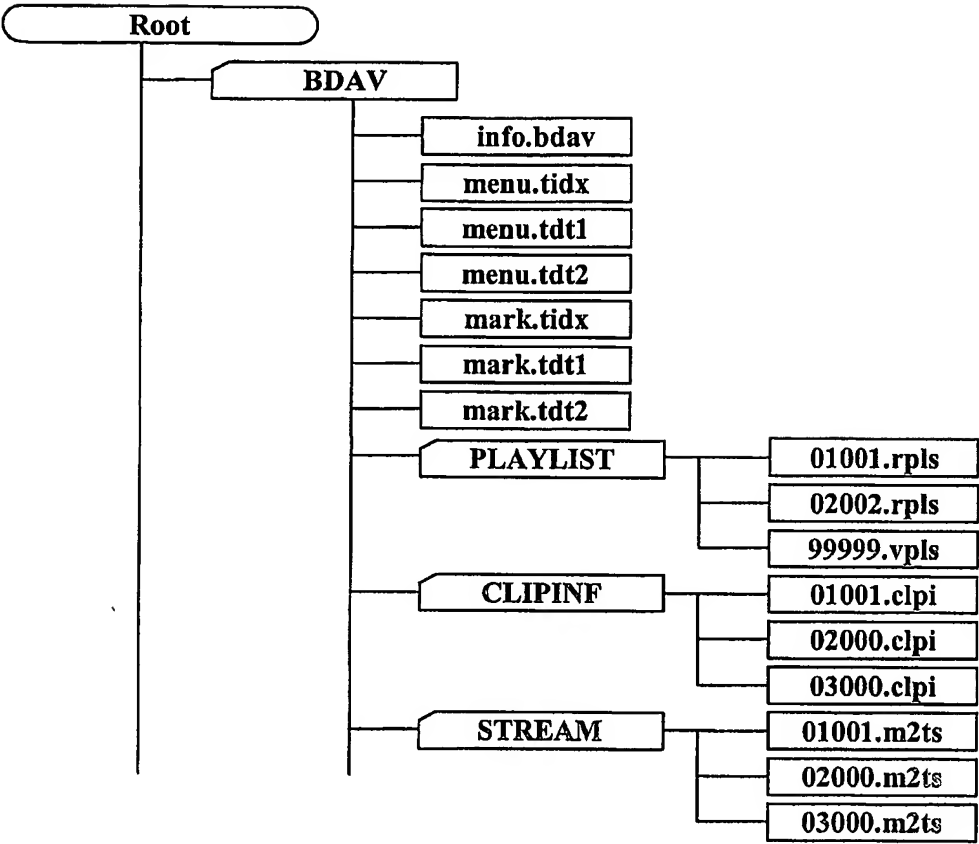 Root
BDAV
info.bdav
menu.tidx
menu.tdt1
menu.tdt2
mark.tidx
mark.tdt1
mark.tdt2
PLAYLIST
01001.rpls
02002.rpls
99999.vpls
CLIPINF
01001.clpi
02000.clpi
03000.clpi
STREAM
01001.m2ts
02000.m2ts
03000.m2ts